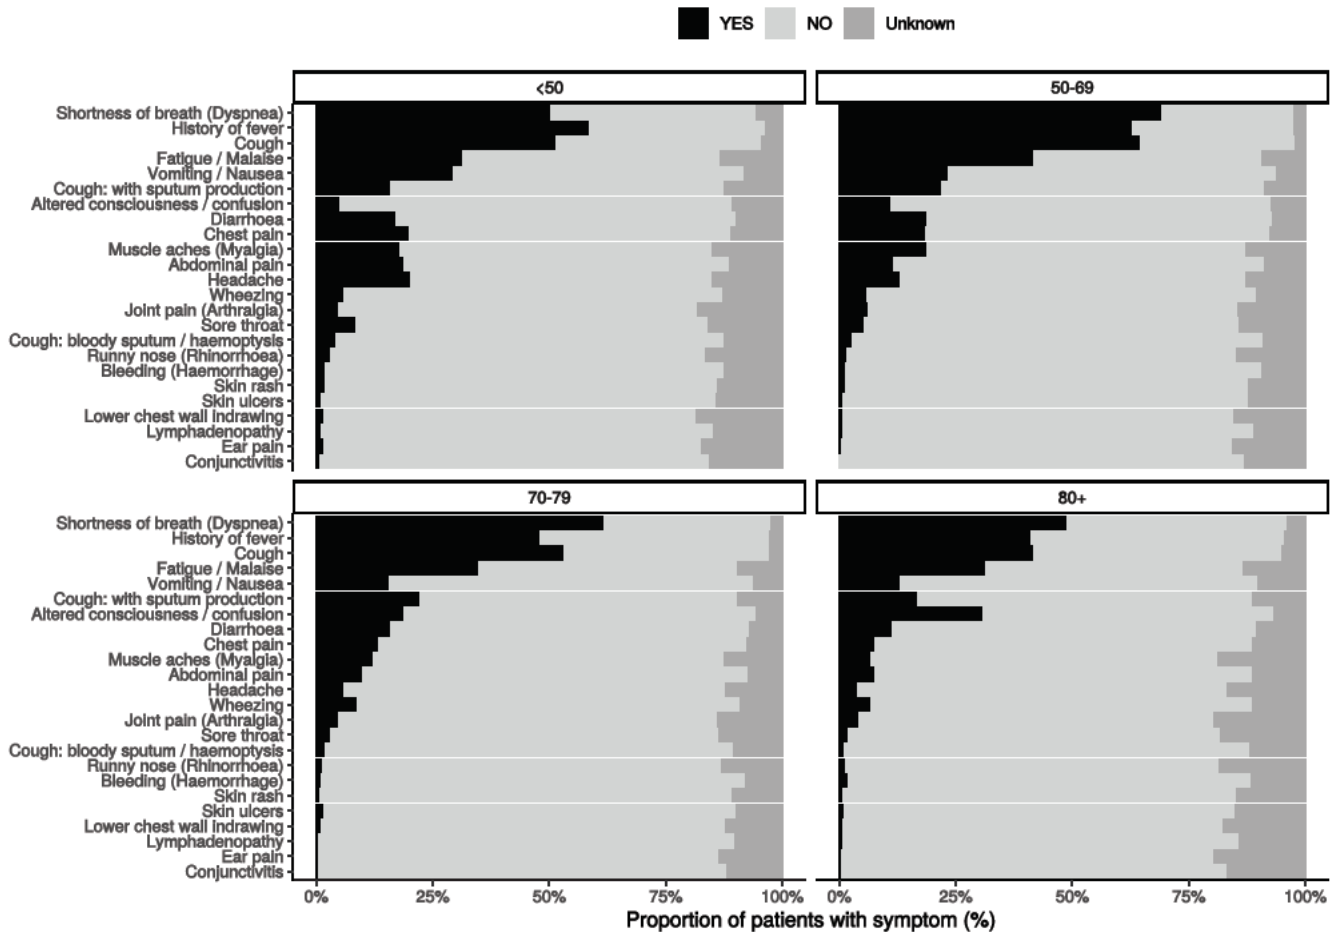 YES NO Unknown
<50 50-69
Shortness of breath (Dyspnea)
History of fever
Cough
Fatigue / Malaise
Vomiting / Nausea
Cough: with sputum production
Altered consciousness / confusion
Diarrhoea
Chest pain
Muscle aches (Myalgia)
Abdominal pain
Headache
Wheezing
Joint pain (Arthralgia)
Sore throat
Cough: bloody sputum / haemoptysis
Runny nose (Rhinorrhoea)
Bleeding (Haemorrhage)
Skin rash
Skin ulcers
Lower chest wall indrawing
Lymphadenopathy
Ear pain
Conjunctivitis
70-79 80+
Shortness of breath (Dyspnea)
History of fever
Cough
Fatigue / Malaise
Vomiting / Nausea
Cough: with sputum production
Altered consciousness / confusion
Diarrhoea
Chest pain
Muscle aches (Myalgia)
Abdominal pain
Headache
Wheezing
Joint pain (Arthralgia)
Sore throat
Cough: bloody sputum / haemoptysis
Runny nose (Rhinorrhoea)
Bleeding (Haemorrhage)
Skin rash
Skin ulcers
Lower chest wall indrawing
Lymphadenopathy
Ear pain
Conjunctivitis
0% 25% 50% 75% 100% 0% 25% 50% 75% 100%
Proportion of patients with symptom (%)